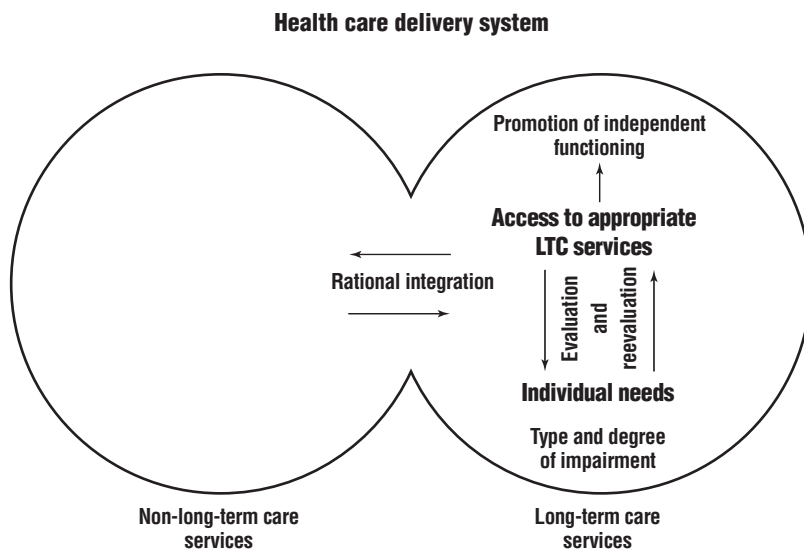 Health care delivery system
Promotion of independent
functioning
Access to appropriate
LTC services
Rational integration
Evaluation
and
reevaluation
Individual needs
Type and degree
of impairment
Non-long-term care
services
Long-term care
services